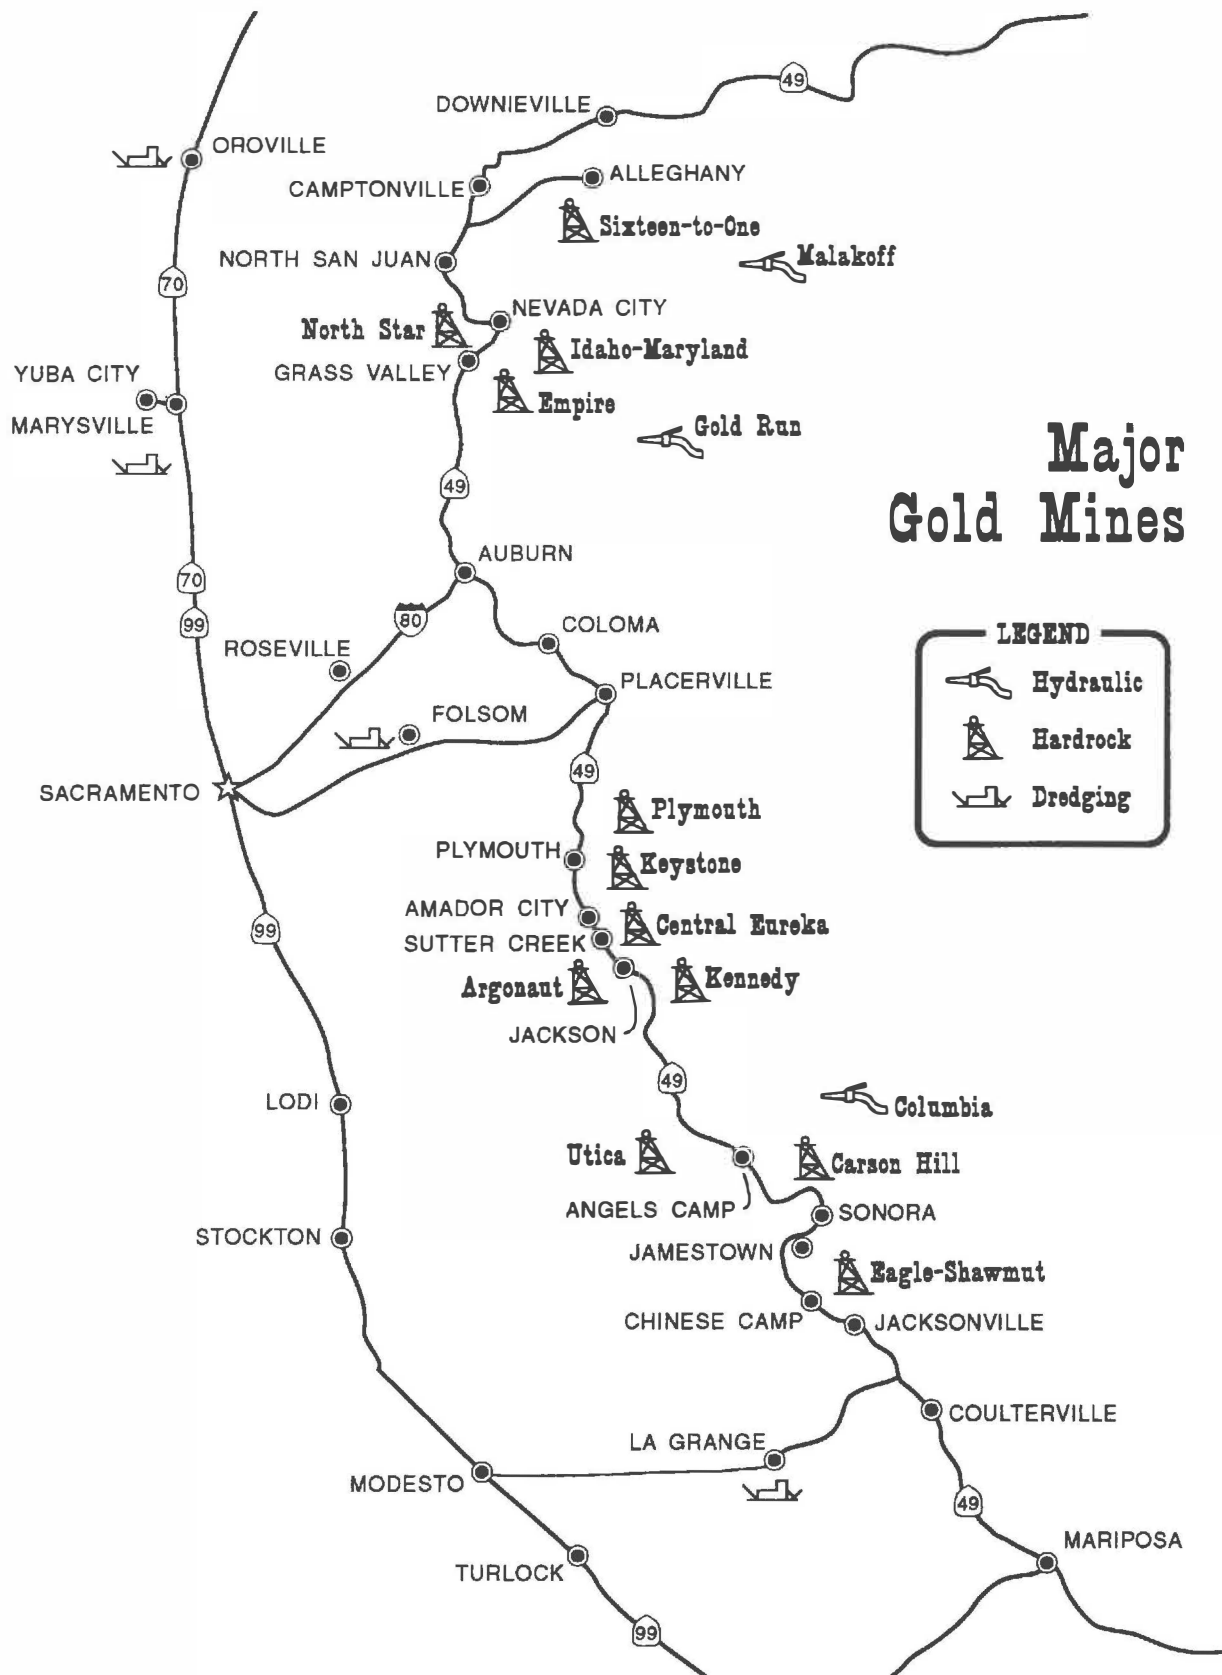 49
DOWNIEVILLE
OROVILLE
ALLEGHANY
CAMPTONVILLE
Sixteen-to-One
Malakoff
NORTH SAN JUAN
70
NEVADA CITY
North Star
Idaho-Maryland
GRASS VALLEY
YUBA CITY
Empire
MARYSVILLE
Gold Run
Major
Gold Mines
49
AUBURN
70
99
80
COLOMA
ROSEVILLE
LEGEND
Hydraulic
Hardrock
Dredging
PLACERVILLE
FOLSOM
49
SACRAMENTO
Plymouth
PLYMOUTH
Keystone
AMADOR CITY
Central Eureka
SUTTER CREEK
99
Argonaut
Kennedy
JACKSON
49
LODI
Columbia
Utica
Carson Hill
ANGELS CAMP
SONORA
STOCKTON
JAMESTOWN
Eagle-Shawmut
CHINESE CAMP
JACKSONVILLE
COULTERVILLE
LA GRANGE
MODESTO
49
MARIPOSA
TURLOCK
99